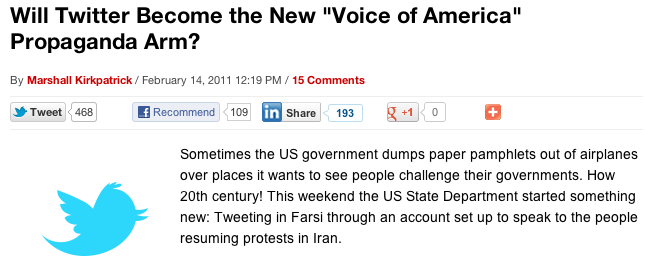 Will Twitter Become the New "Voice of America"
Propaganda Arm?
By Marshall Kirkpatrick / February 14, 2011 12:19 PM / 15 Comments
Tweet 468 Recommend 109 in Share 193 g +1 0
Sometimes the US government dumps paper pamphlets out of airplanes
over places it wants to see people challenge their governments. How
20th century! This weekend the US State Department started something
new: Tweeting in Farsi through an account set up to speak to the people
resuming protests in Iran.